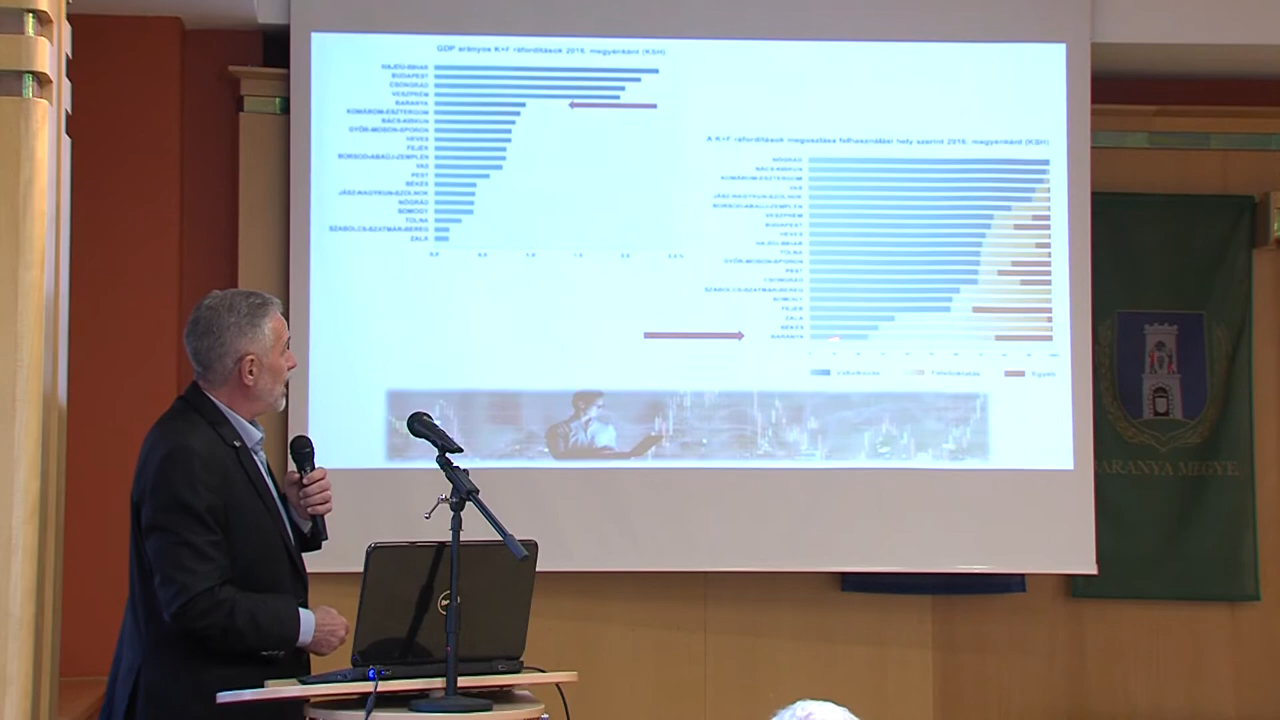 GDP arányos K+F ráfordítások 2016. megyénként (KSH)
HAJDÚ-BIHAR
BUDAPEST
CSONGRÁD
VESZPRÉM
BARANYA
KOMÁROM-ESZTERGOM
BÁCS-KISKUN
GYŐR-MOSON-SPORON
HEVES
FEJÉR
BORSOD-ABAÚJ-ZEMPLÉN
VAS
PEST
BÉKÉS
JÁSZ-NAGYKUN-SZOLNOK
NÓGRÁD
SOMOGY
TOLNA
SZABOLCS-SZATMÁR-BEREG
ZALA
A K+F ráfordítások megoszlása felhasználási hely szerint 2016. megyénként (KSH)
NÓGRÁD
BÁCS-KISKUN
KOMÁROM-ESZTERGOM
VAS
JÁSZ-NAGYKUN-SZOLNOK
BORSOD-ABAÚJ-ZEMPLÉN
VESZPRÉM
BUDAPEST
HEVES
HAJDÚ-BIHAR
TOLNA
GYŐR-MOSON-SPORON
PEST
CSONGRÁD
SZABOLCS-SZATMÁR-BEREG
SOMOGY
FEJÉR
ZALA
BÉKÉS
BARANYA
Egyéb
BARANYA MEGYE
DELL